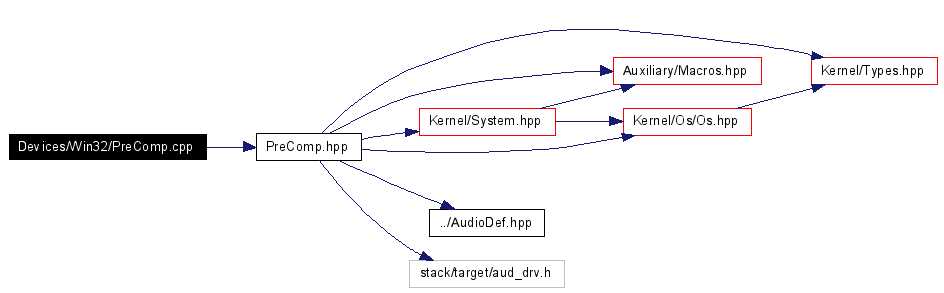 Devices/Win32/PreComp.cpp
PreComp.hpp
Kernel/System.hpp
Auxiliary/Macros.hpp
Kernel/Os/Os.hpp
Kernel/Types.hpp
../AudioDef.hpp
stack/target/aud_drv.h